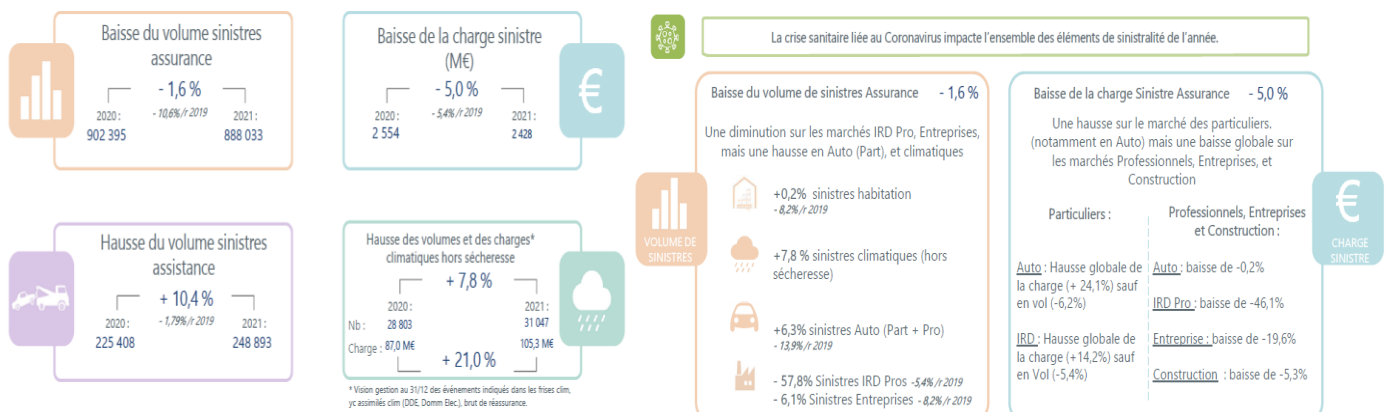 Baisse du volume sinistres
assurance
- 1,6 %
2020 :
- 10,6% /r 2019
2021 :
902 395
888 033
Baisse de la charge sinistre
(M€)
- 5,0 %
2020 :
- 5,4% /r 2019
2021 :
2 554
2 428
€
Hausse du volume sinistres
assistance
+ 10,4 %
2020 :
- 1,79% /r 2019
2021 :
225 408
248 893
Hausse des volumes et des charges*
climatiques hors sécheresse
+ 7,8 %
2020 :
2021 :
Nb :
28 803
31 047
Charge :
87,0 M€
105,3 M€
+ 21,0 %
* Vision gestion au 31/12 des événements indiqués dans les frises clim,
yc assimilés clim (DDE, Domm Elec.), brut de réassurance.
La crise sanitaire liée au Coronavirus impacte l'ensemble des éléments de sinistralité de l'année.
VOLUME DE
SINISTRES
Baisse du volume de sinistres Assurance - 1,6 %
Une diminution sur les marchés IRD Pro, Entreprises,
mais une hausse en Auto (Part), et climatiques
+0,2% sinistres habitation
- 8,2% /r 2019
+7,8 % sinistres climatiques (hors
sécheresse)
+6,3% sinistres Auto (Part + Pro)
- 13,9% /r 2019
- 57,8% Sinistres IRD Pros -5,4% /r 2019
- 6,1% Sinistres Entreprises - 8,2% /r 2019
Baisse de la charge Sinistre Assurance - 5,0 %
Une hausse sur le marché des particuliers.
(notamment en Auto) mais une baisse globale sur
les marchés Professionnels, Entreprises, et
Construction
Particuliers :
Auto : Hausse globale de
la charge (+ 24,1%) sauf
en vol (-6,2%)
IRD : Hausse globale de
la charge (+14,2%) sauf
en Vol (-5,4%)
Professionnels, Entreprises
et Construction :
Auto : baisse de -0,2%
IRD Pro : baisse de -46,1%
Entreprise : baisse de -19,6%
Construction : baisse de -5,3%
€
CHARGE
SINISTRE